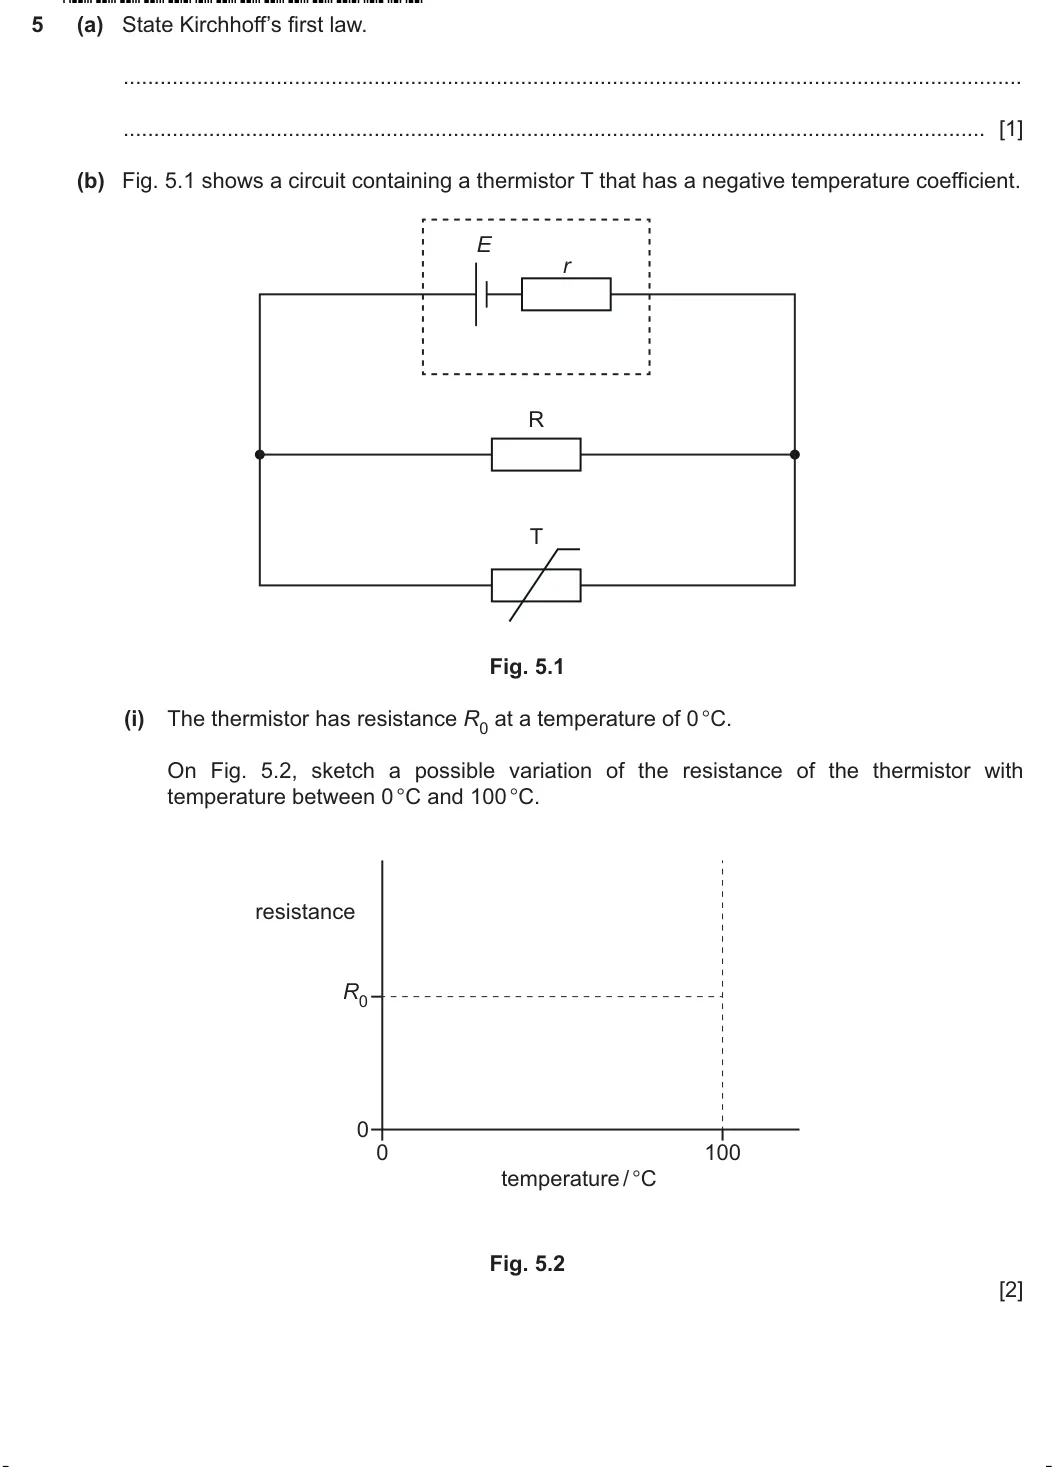 5 (a) State Kirchhoff’s first law.
..........................................................................................................................................................
.................................................................................................................................................... [1]
(b) Fig. 5.1 shows a circuit containing a thermistor T that has a negative temperature coefficient.
E
r
R
T
Fig. 5.1
(i) The thermistor has resistance R0 at a temperature of 0 °C.
On Fig. 5.2, sketch a possible variation of the resistance of the thermistor with
temperature between 0 °C and 100 °C.
resistance
R0
0
0 100
temperature / °C
Fig. 5.2
[2]